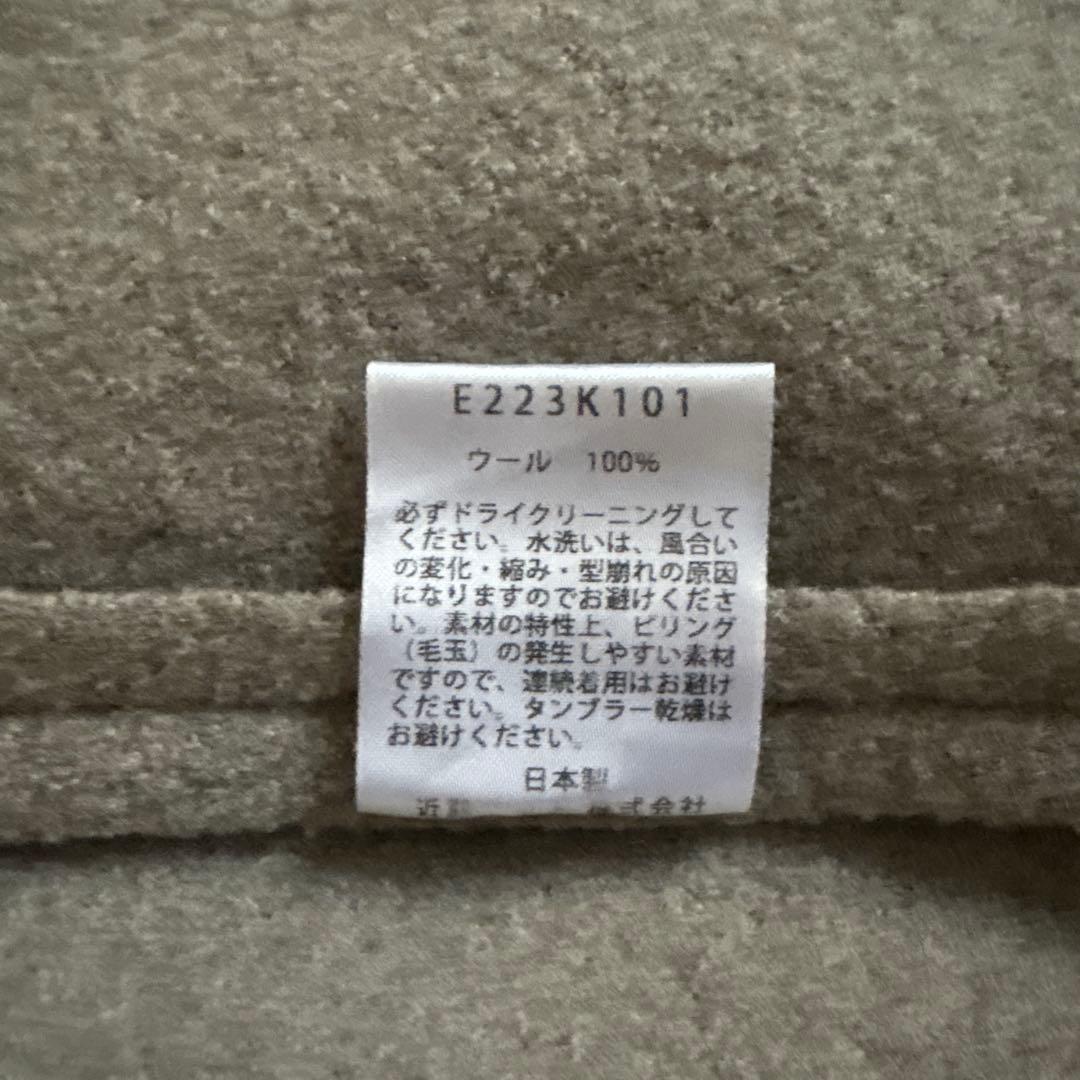 E223K101
ウール 100%
必ずドライクリーニングして
ください。水洗いは、風合い
の変化・縮み・型崩れの原因
になりますのでお避けくださ
い。素材の特性上、ピリング
（毛玉）の発生しやすい素材
ですので、連続着用はお避け
ください。タンブラー乾燥は
お避けください。
日本製
株式会社